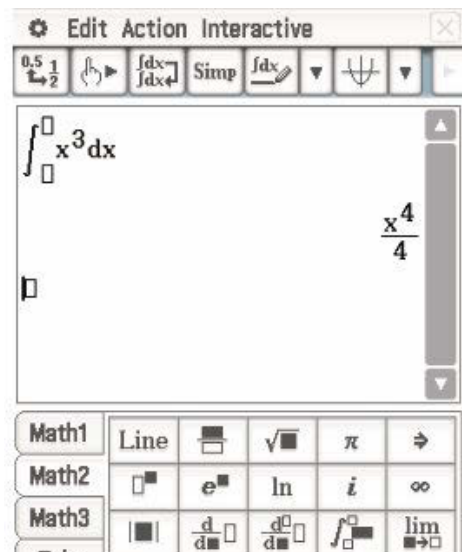 Edit Action Interactive
0.5 1/2 ∫dx ∫dx Simp ∫dx
∫□□ x³dx
x⁴/4
□
Math1 Line ■/□ √■ π ⇒
Math2 □^■ e^■ ln i ∞
Math3 |■| d/d■ □ d^□/d■^□ □ ∫□□■ lim ■→□